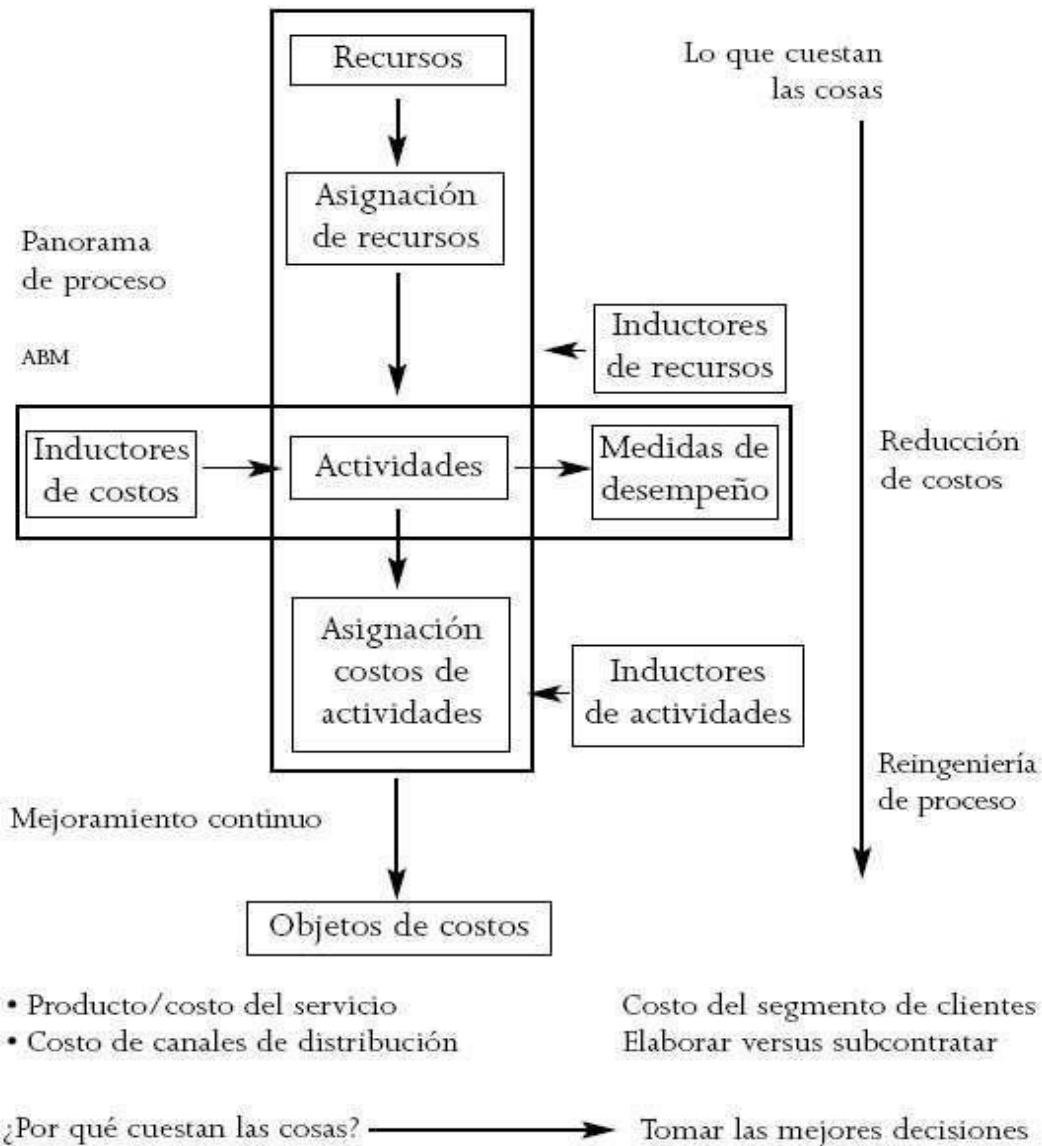 Recursos
Lo que cuestan
las cosas
Asignación
de recursos
Panorama
de proceso
Inductores
de recursos
ABM
Inductores
de costos
Actividades
Medidas de
desempeño
Reducción
de costos
Asignación
costos de
actividades
Inductores
de actividades
Reingeniería
de proceso
Mejoramiento continuo
Objetos de costos
• Producto/costo del servicio
Costo del segmento de clientes
• Costo de canales de distribución
Elaborar versus subcontratar
¿Por qué cuestan las cosas?
Tomar las mejores decisiones